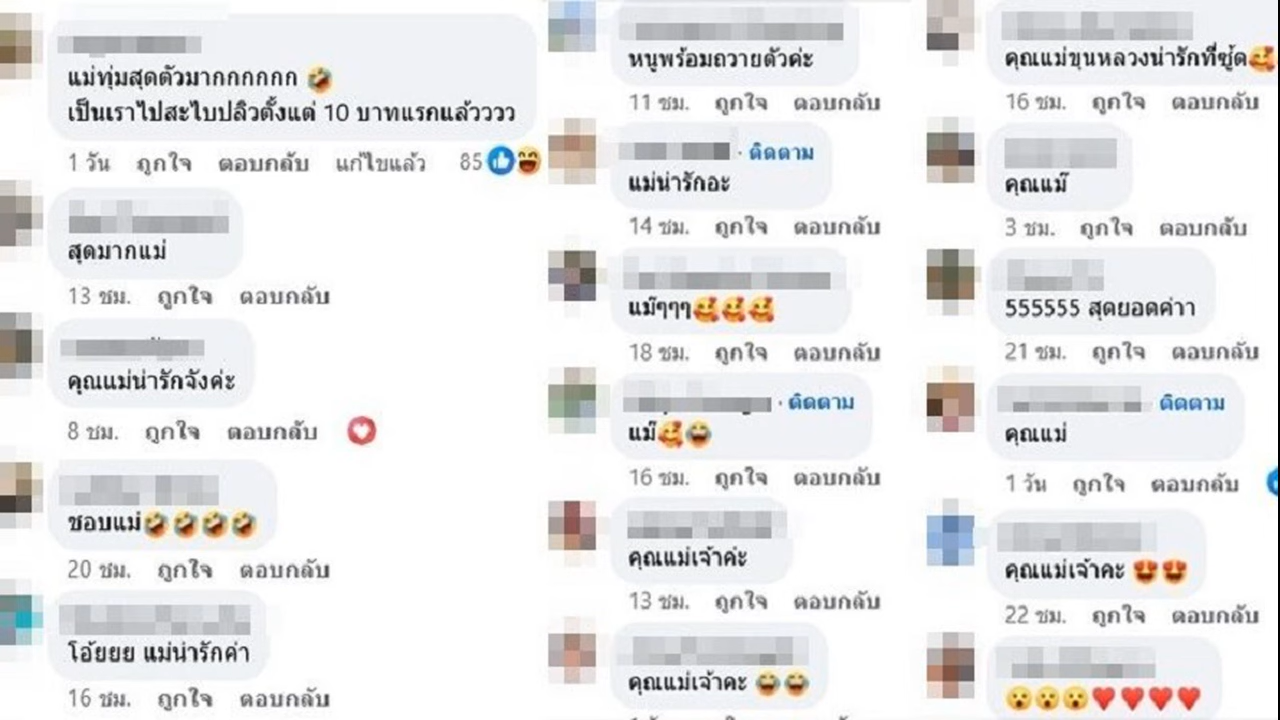 แม่ทุ่มสุดตัวมากกกกกก 🤣
เป็นเราไปสะไบปลิวตั้งแต่ 10 บาทแรกแล้วววว
1 วัน ถูกใจ ตอบกลับ แก้ไขแล้ว 85
สุดมากแม่
13 ชม. ถูกใจ ตอบกลับ
คุณแม่น่ารักจังค่ะ
8 ชม. ถูกใจ ตอบกลับ
ชอบแม่🤣🤣🤣🤣
20 ชม. ถูกใจ ตอบกลับ
โอ้ยยย แม่น่ารักค่า
16 ชม. ถูกใจ ตอบกลับ
หนูพร้อมถวายตัวค่ะ
11 ชม. ถูกใจ ตอบกลับ
· ติดตาม
แม่น่ารักอะ
14 ชม. ถูกใจ ตอบกลับ
แม๊ๆๆๆ🥰🥰🥰
18 ชม. ถูกใจ ตอบกลับ
· ติดตาม
แม๊🥰😂
16 ชม. ถูกใจ ตอบกลับ
คุณแม่เจ้าค่ะ
13 ชม. ถูกใจ ตอบกลับ
คุณแม่เจ้าคะ 😂😂
คุณแม่ขุนหลวงน่ารักที่ซู้ด🥰
16 ชม. ถูกใจ ตอบกลับ
คุณแม๊
3 ชม. ถูกใจ ตอบกลับ
555555 สุดยอดค่าา
21 ชม. ถูกใจ ตอบกลับ
ติดตาม
คุณแม่
1 วัน ถูกใจ ตอบกลับ
คุณแม่เจ้าคะ 😍😍
22 ชม. ถูกใจ ตอบกลับ
😮😮😮❤️❤️❤️❤️